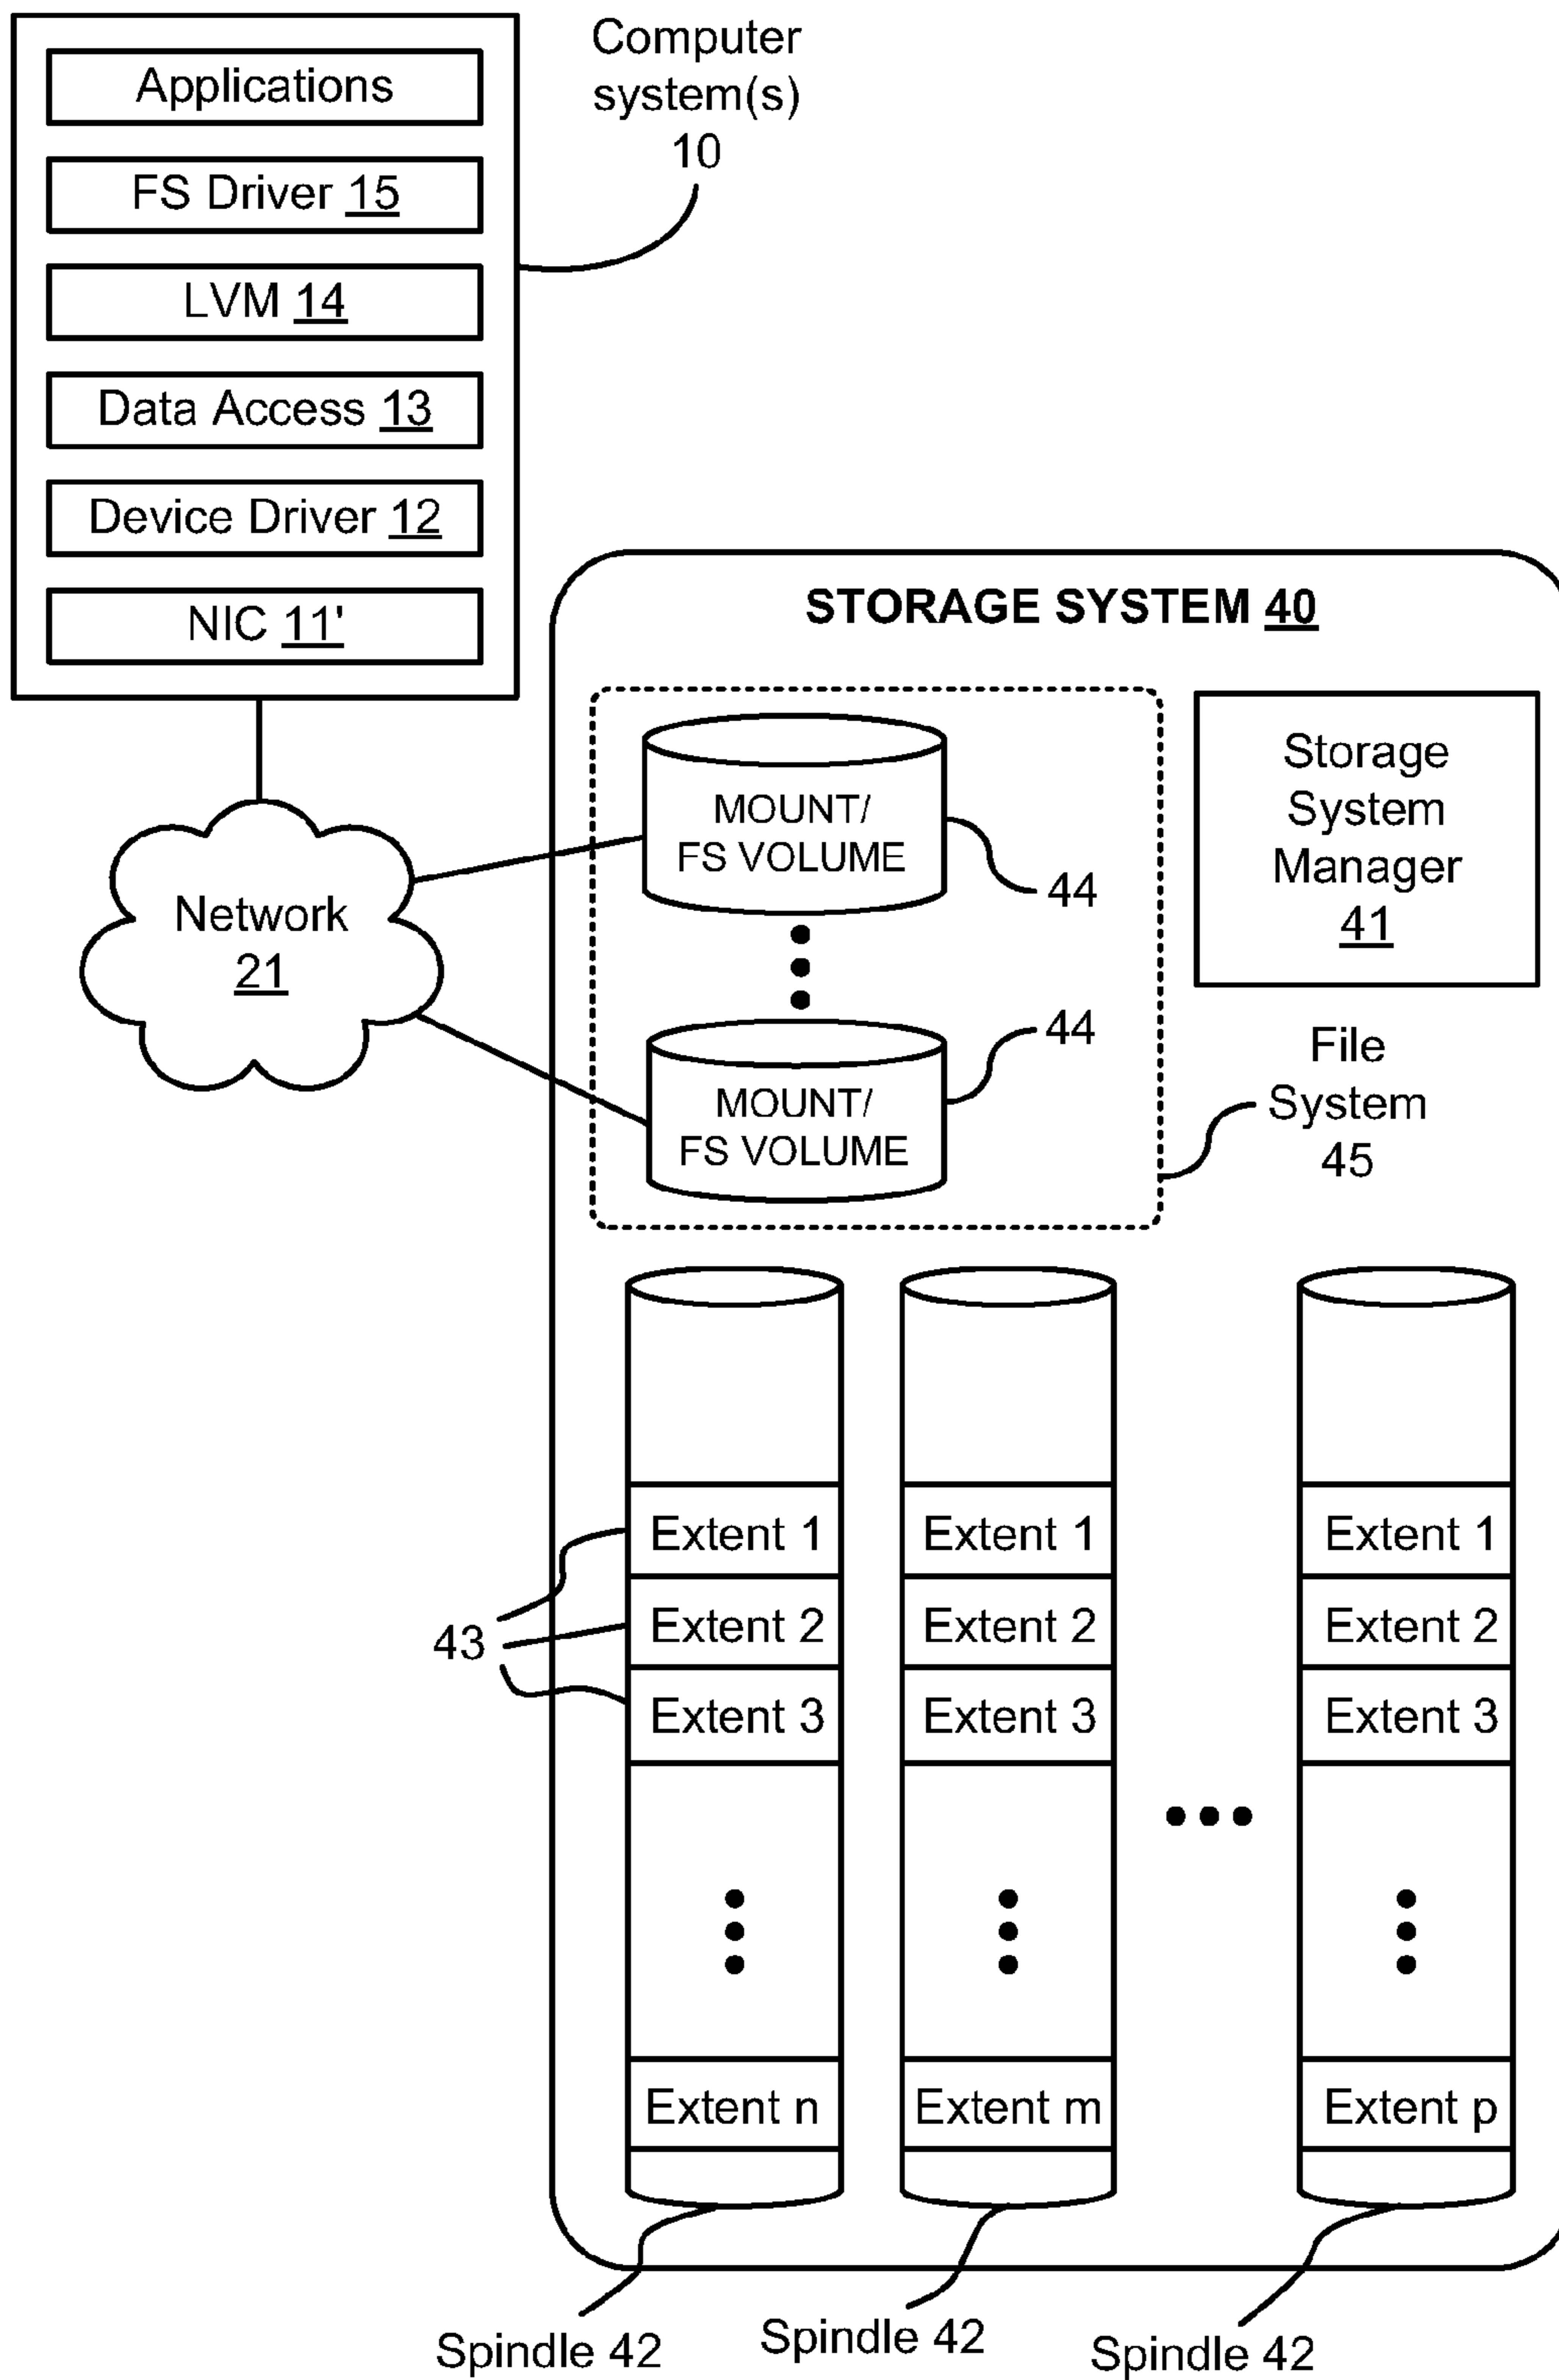 Applications
FS Driver 15
LVM 14
Data Access 13
Device Driver 12
NIC 11'
Computer
system(s)
10
Network
21
STORAGE SYSTEM 40
MOUNT/
FS VOLUME
44
MOUNT/
FS VOLUME
44
Storage
System
Manager
41
File
System
45
Extent 1
Extent 2
Extent 3
Extent n
43
Extent 1
Extent 2
Extent 3
Extent m
Extent 1
Extent 2
Extent 3
Extent p
Spindle 42
Spindle 42
Spindle 42